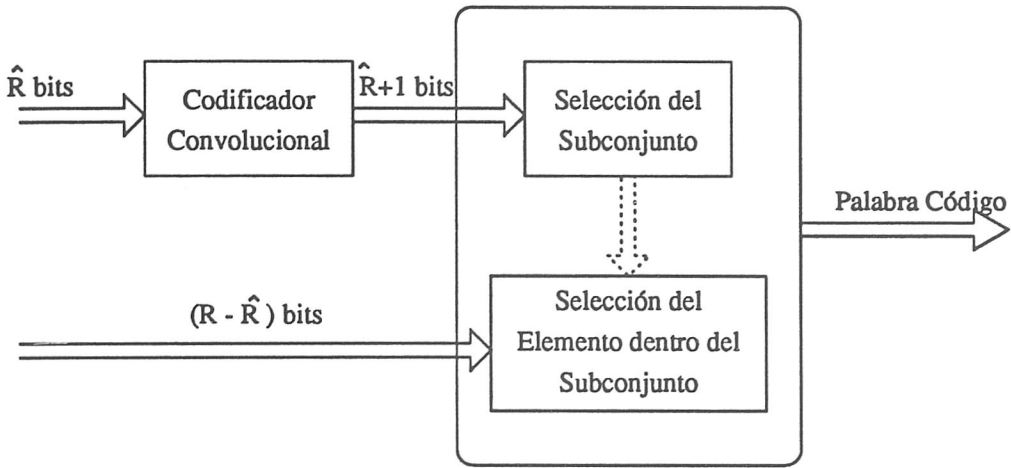 R̂ bits
Codificador
Convolucional
R̂+1 bits
Selección del
Subconjunto
Palabra Código
(R - R̂ ) bits
Selección del
Elemento dentro del
Subconjunto